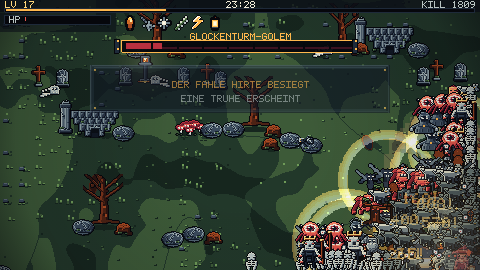 LV 17
23:28
KILL 1809
HP
GLOCKENTURM-GOLEM
DER FAHLE HIRTE BESIEGT
EINE TRUHE ERSCHEINT